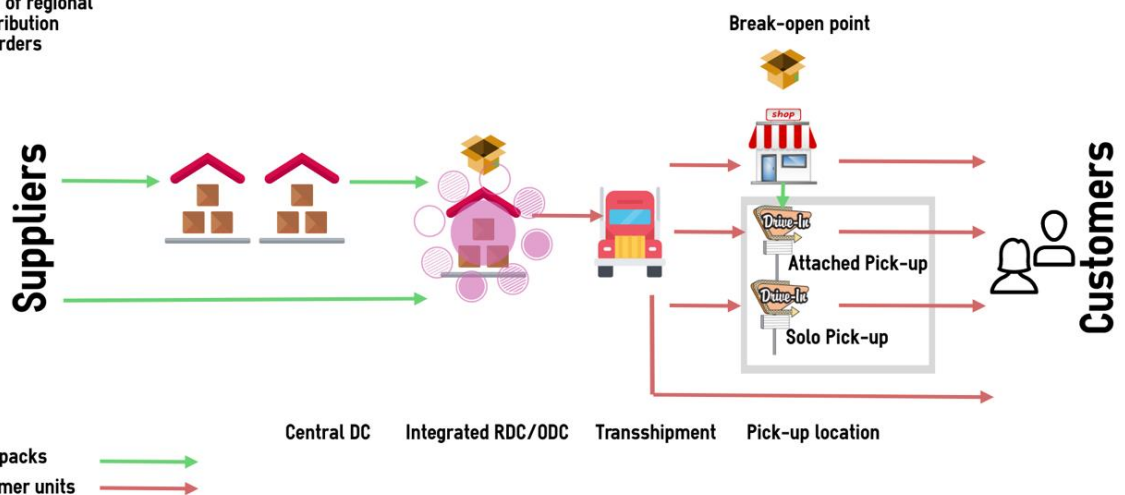 of regional
ribution
rders
Break-open point
shop
Suppliers
Drive-In
Attached Pick-up
Drive-In
Solo Pick-up
Customers
Central DC
Integrated RDC/ODC
Transshipment
Pick-up location
packs
mer units